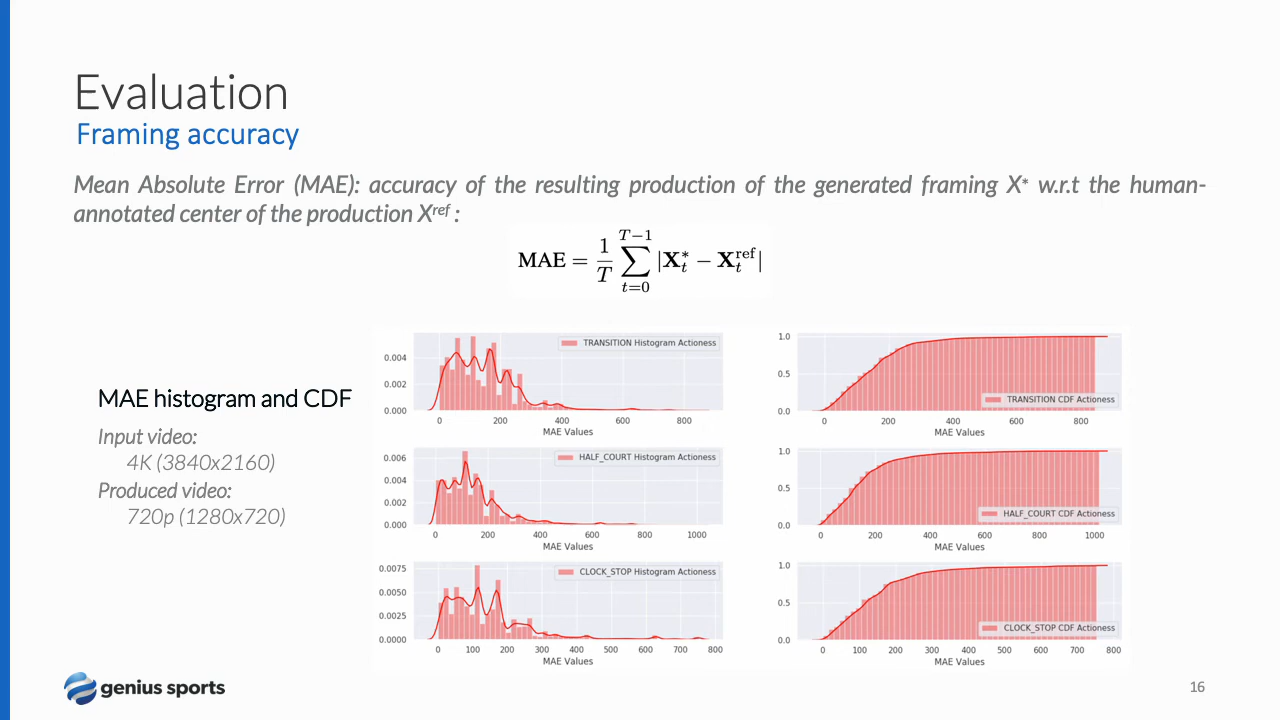 Evaluation
Framing accuracy
Mean Absolute Error (MAE): accuracy of the resulting production of the generated framing X* w.r.t the human-
annotated center of the production Xref :
MAE = 1/T ∑_{t=0}^{T−1} |X*_t − X^ref_t|
MAE histogram and CDF
Input video:
4K (3840x2160)
Produced video:
720p (1280x720)
TRANSITION Histogram Actioness
0.004
0.002
0.000
0 200 400 600 800
MAE Values
TRANSITION CDF Actioness
1.0
0.5
0.0
0 200 400 600 800
MAE Values
HALF_COURT Histogram Actioness
0.006
0.004
0.002
0.000
0 200 400 600 800 1000
MAE Values
HALF_COURT CDF Actioness
1.0
0.5
0.0
0 200 400 600 800 1000
MAE Values
CLOCK_STOP Histogram Actioness
0.0075
0.0050
0.0025
0.0000
0 100 200 300 400 500 600 700 800
MAE Values
CLOCK_STOP CDF Actioness
1.0
0.5
0.0
0 100 200 300 400 500 600 700 800
MAE Values
genius sports
16